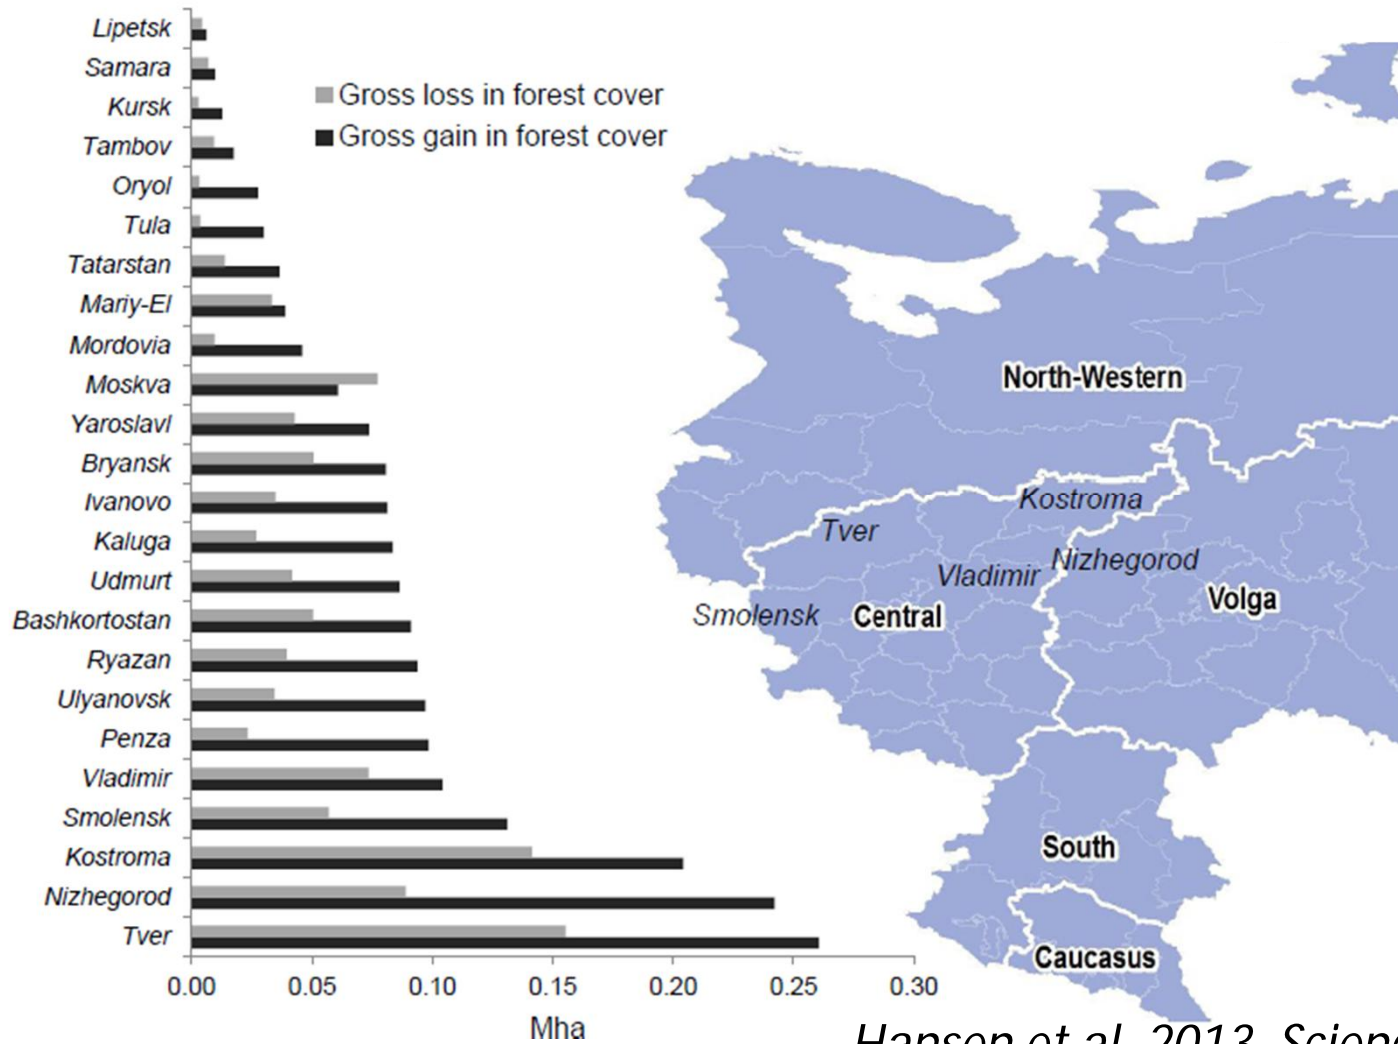 Lipetsk
Samara
Kursk
Tambov
Oryol
Tula
Tatarstan
Mariy-El
Mordovia
Moskva
Yaroslavl
Bryansk
Ivanovo
Kaluga
Udmurt
Bashkortostan
Ryazan
Ulyanovsk
Penza
Vladimir
Smolensk
Kostroma
Nizhegorod
Tver
0.00 0.05 0.10 0.15 0.20 0.25 0.30
Mha
Gross loss in forest cover
Gross gain in forest cover
North-Western
Kostroma
Tver
Nizhegorod
Vladimir
Volga
Smolensk
Central
South
Caucasus
Hansen et al. 2013